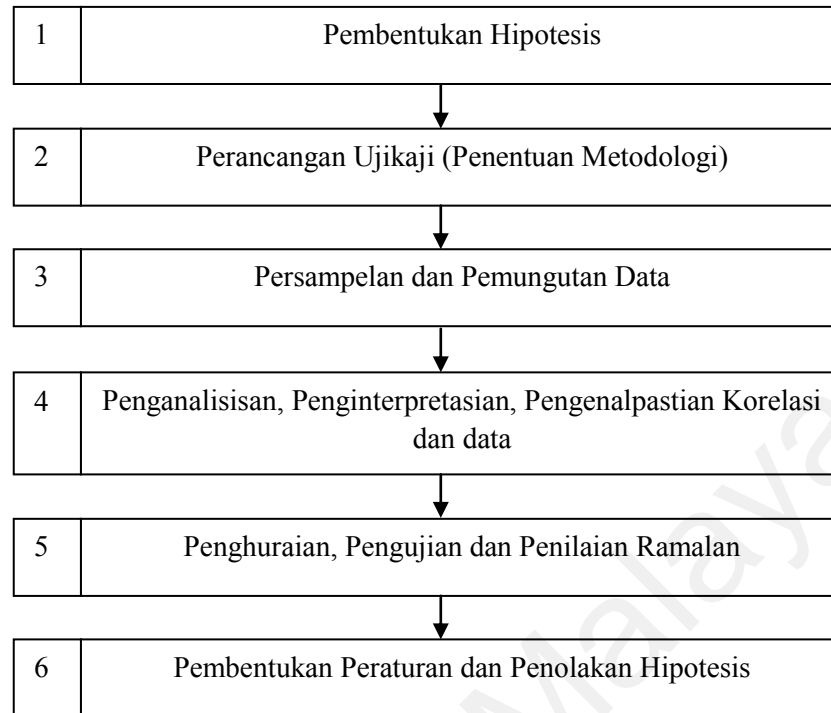 1 Pembentukan Hipotesis
2 Perancangan Ujikaji (Penentuan Metodologi)
3 Persampelan dan Pemungutan Data
4 Penganalisisan, Penginterpretasian, Pengenalpastian Korelasi
dan data
5 Penghuraian, Pengujian dan Penilaian Ramalan
6 Pembentukan Peraturan dan Penolakan Hipotesis
Malaya